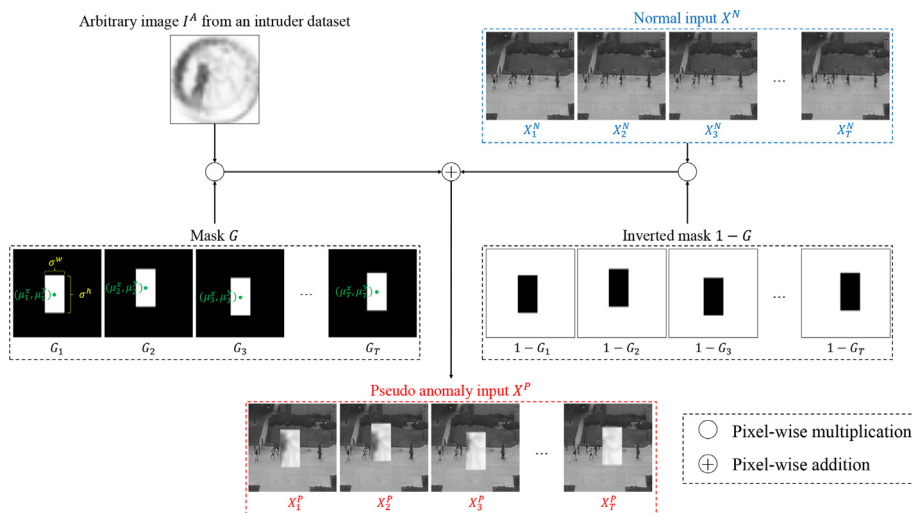 Arbitrary image I^A from an intruder dataset
Normal input X^N
X_1^N X_2^N X_3^N ... X_T^N
Mask G
σ^w
σ^h
(μ_1^x, μ_1^y) (μ_2^x, μ_2^y) (μ_3^x, μ_3^y) ... (μ_T^x, μ_T^y)
G_1 G_2 G_3 G_T
Inverted mask 1 − G
...
1 − G_1 1 − G_2 1 − G_3 1 − G_T
Pseudo anomaly input X^P
...
X_1^P X_2^P X_3^P X_T^P
Pixel-wise multiplication
Pixel-wise addition